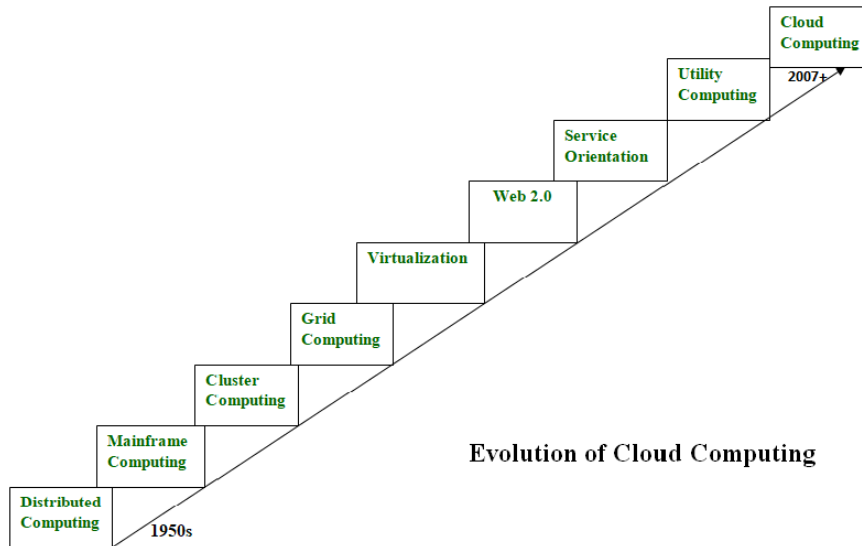 Cloud
Computing
2007+
Utility
Computing
Service
Orientation
Web 2.0
Virtualization
Grid
Computing
Cluster
Computing
Mainframe
Computing
Evolution of Cloud Computing
Distributed
Computing
1950s